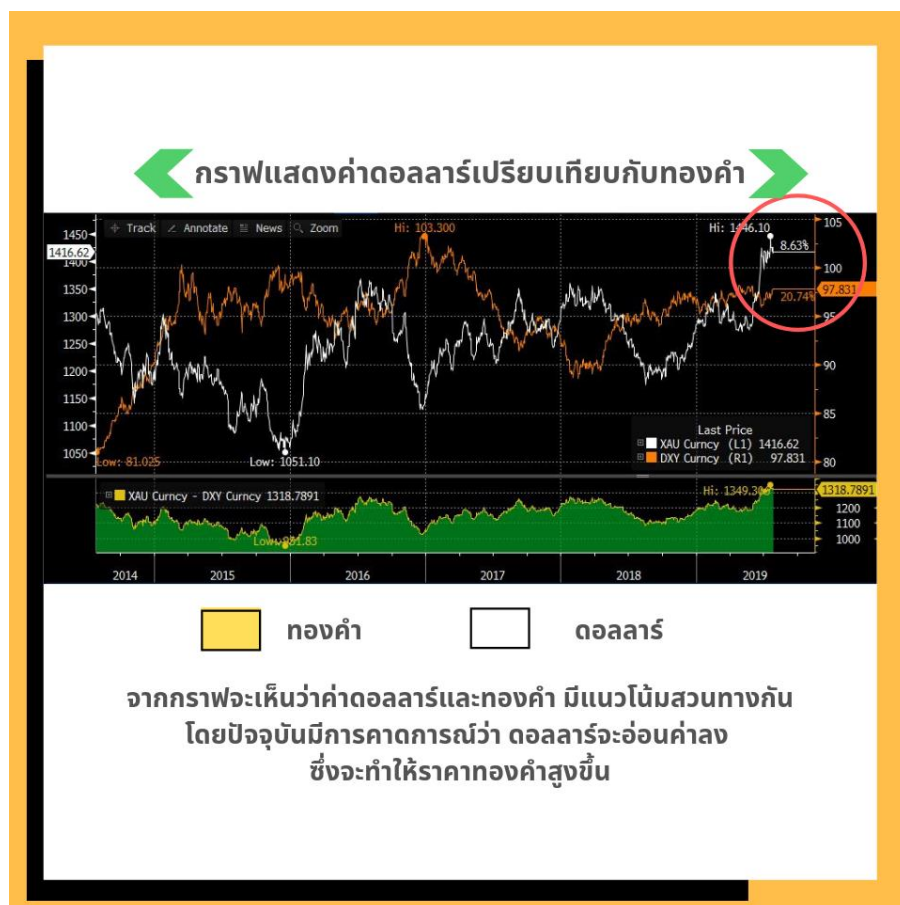 กราฟแสดงค่าดอลลาร์เปรียบเทียบกับทองคำ
Track Annotate News Zoom
Hi: 103.300
Hi: 1446.10
8.63%
20.74%
1450
1416.62
1400
1350
1300
1250
1200
1150
1100
1050
105
100
97.831
95
90
85
80
Low: 81.025
Low: 1051.10
Last Price
XAU Curncy (L1) 1416.62
DXY Curncy (R1) 97.831
XAU Curncy - DXY Curncy 1318.7891
1318.7891
1200
1100
1000
2014 2015 2016 2017 2018 2019
ทองคำ ดอลลาร์
จากกราฟจะเห็นว่าค่าดอลลาร์และทองคำ มีแนวโน้มสวนทางกัน
โดยปัจจุบันมีการคาดการณ์ว่า ดอลลาร์จะอ่อนค่าลง
ซึ่งจะทำให้ราคาทองคำสูงขึ้น